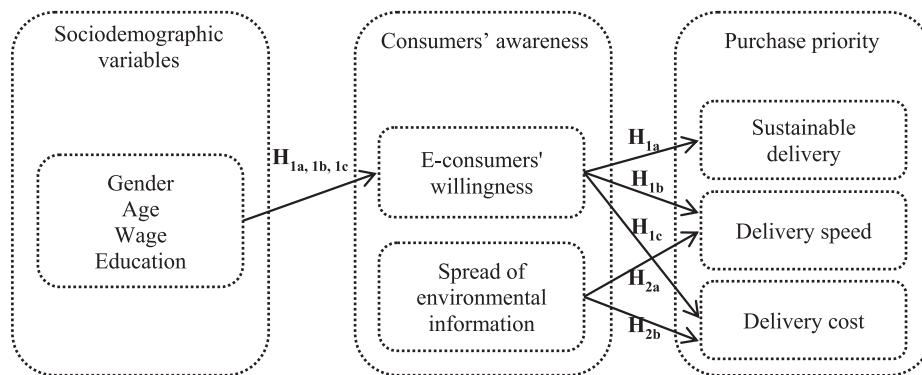 Sociodemographic
variables
Gender
Age
Wage
Education
H1a, 1b, 1c
Consumers’ awareness
E-consumers'
willingness
Spread of
environmental
information
H1a
H1b
H1c
H2a
H2b
Purchase priority
Sustainable
delivery
Delivery speed
Delivery cost